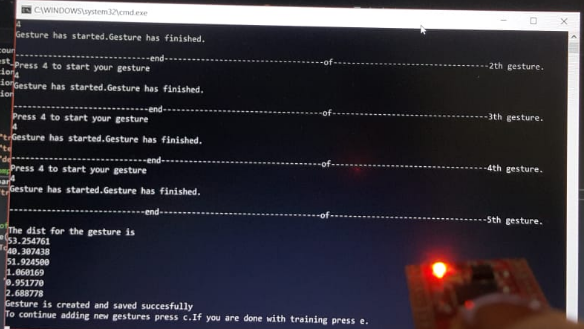 C:\WINDOWS\system32\cmd.exe
4
Gesture has started.Gesture has finished.
-----------------------------end-----------------------------------of---------------------------------2th gesture.
Press 4 to start your gesture
4
Gesture has started.Gesture has finished.
-----------------------------end-----------------------------------of---------------------------------3th gesture.
Press 4 to start your gesture
4
Gesture has started.Gesture has finished.
-----------------------------end-----------------------------------of---------------------------------4th gesture.
Press 4 to start your gesture
4
Gesture has started.Gesture has finished.
-----------------------------end-----------------------------------of---------------------------------5th gesture.
The dist for the gesture is
53.254761
40.307438
51.924500
1.060169
0.951770
2.688778
Gesture is created and saved succesfully
To continue adding new gestures press c.If you are done with training press e.